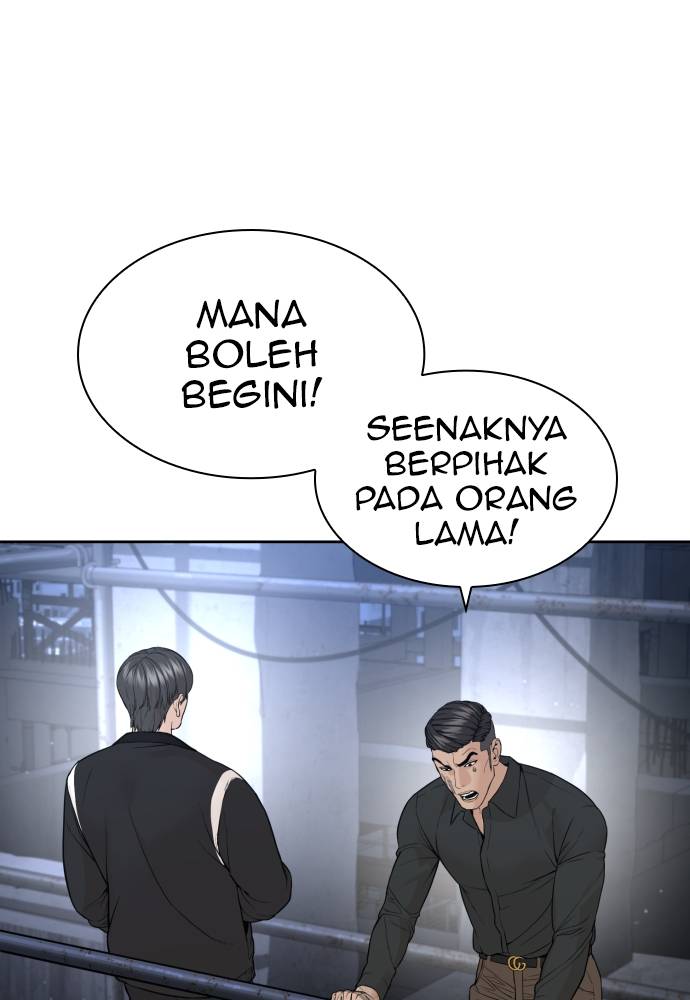 MANA
BOLEH
BEGINI!
SEENAKNYA
BERPIHAK
PADA ORANG
LAMA!